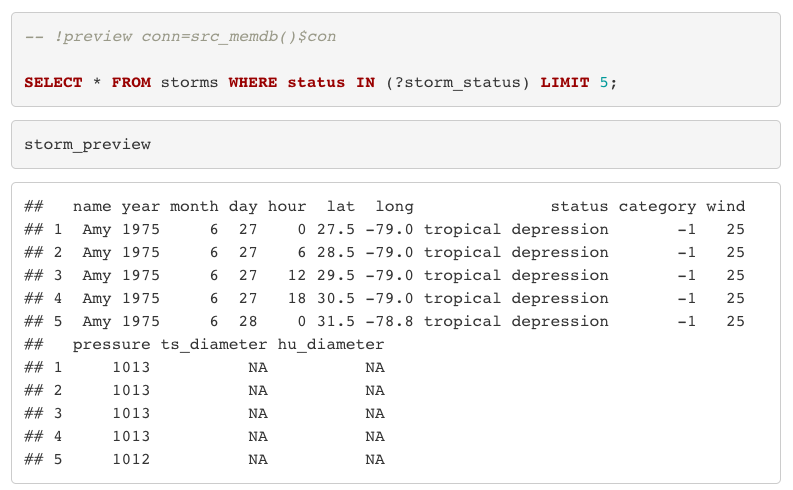 -- !preview conn=src_memdb()$con
SELECT * FROM storms WHERE status IN (?storm_status) LIMIT 5;
storm_preview
##   name year month day hour  lat  long              status category wind
## 1  Amy 1975     6  27    0 27.5 -79.0 tropical depression       -1   25
## 2  Amy 1975     6  27    6 28.5 -79.0 tropical depression       -1   25
## 3  Amy 1975     6  27   12 29.5 -79.0 tropical depression       -1   25
## 4  Amy 1975     6  27   18 30.5 -79.0 tropical depression       -1   25
## 5  Amy 1975     6  28    0 31.5 -78.8 tropical depression       -1   25
##   pressure ts_diameter hu_diameter
## 1     1013          NA          NA
## 2     1013          NA          NA
## 3     1013          NA          NA
## 4     1013          NA          NA
## 5     1012          NA          NA